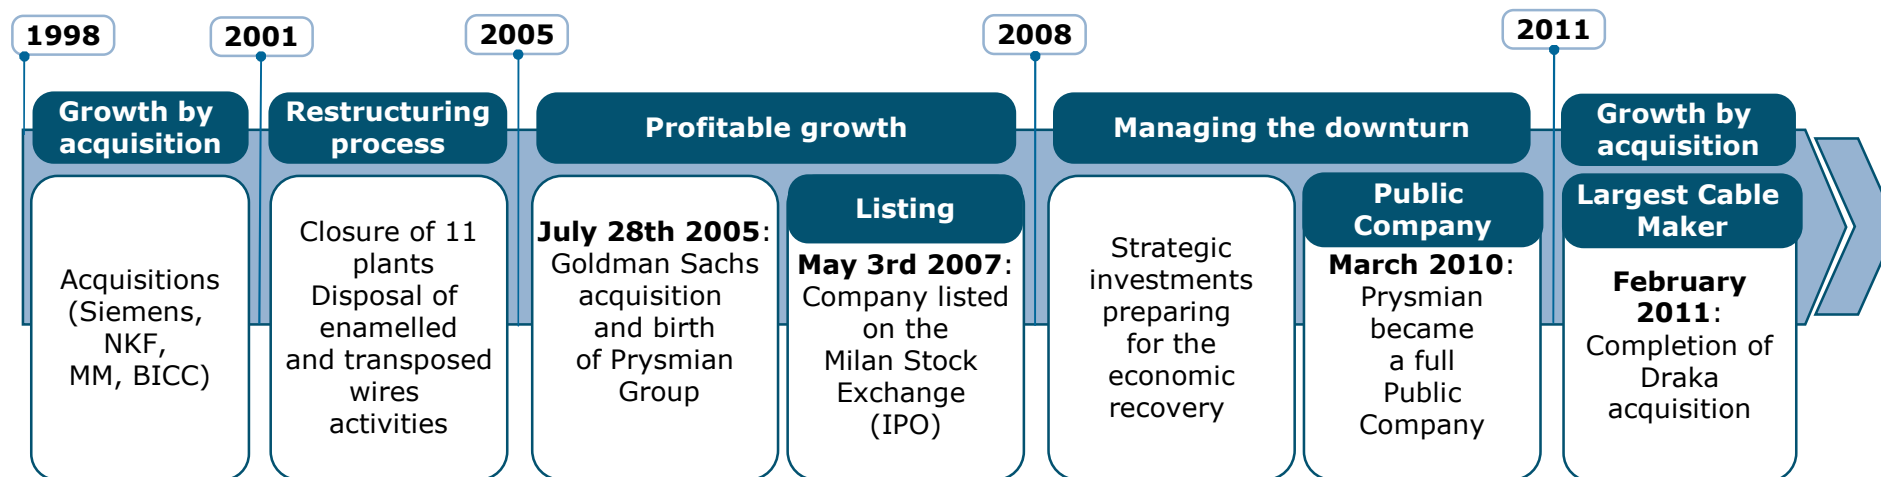 1998
2001
2005
2008
2011
Growth by
acquisition
Restructuring
process
Profitable growth
Managing the downturn
Growth by
acquisition
Acquisitions
(Siemens,
NKF,
MM, BICC)
Closure of 11
plants
Disposal of
enamelled
and transposed
wires
activities
July 28th 2005:
Goldman Sachs
acquisition
and birth
of Prysmian
Group
Listing
May 3rd 2007:
Company listed
on the
Milan Stock
Exchange
(IPO)
Strategic
investments
preparing
for the
economic
recovery
Public
Company
March 2010:
Prysmian
became
a full
Public
Company
Largest Cable
Maker
February
2011:
Completion of
Draka
acquisition